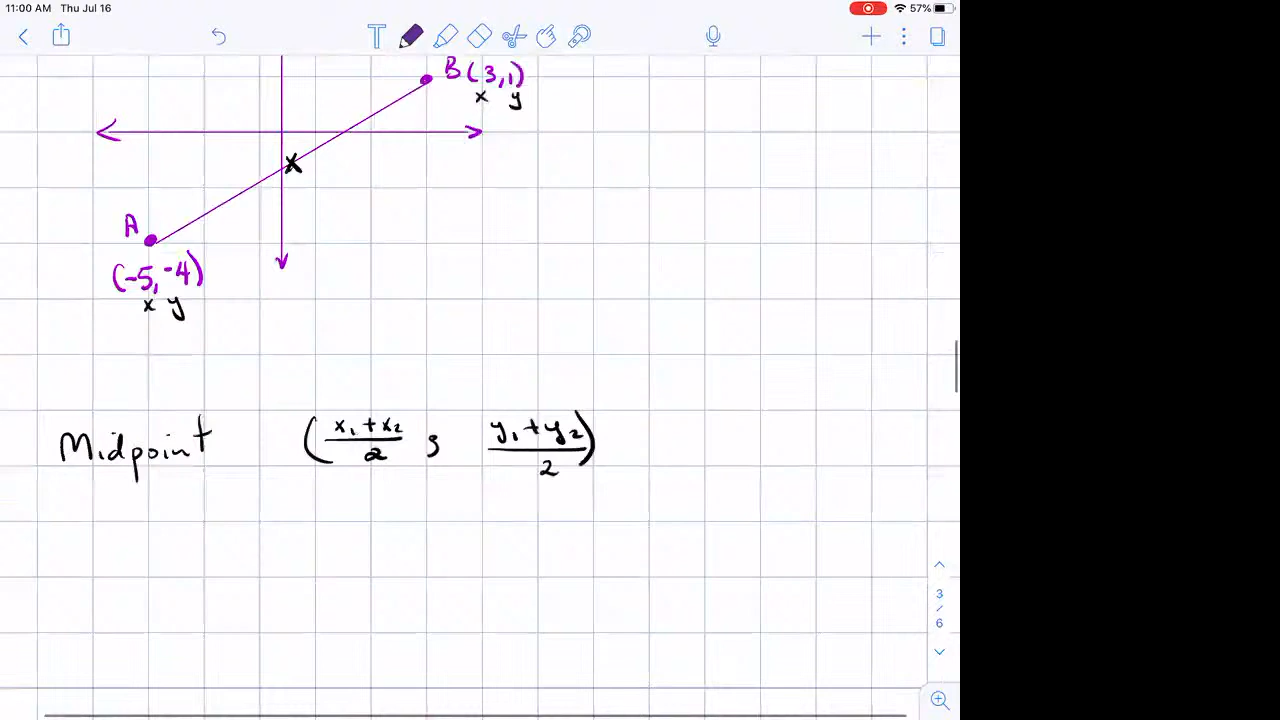 11:00 AM Thu Jul 16
57%
T
B(3,1)
x y
x
A
(-5,-4)
x y
Midpoint (x₁+x₂/2 , y₁+y₂/2)
3
/
6